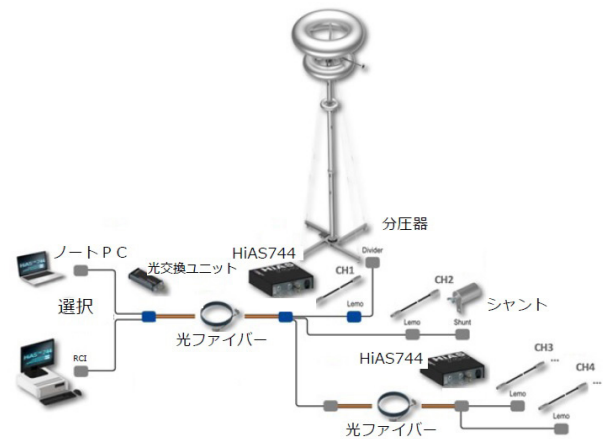 分圧器
Divider
ノートPC
光交換ユニット
HiAS744
HiAS
CH1
Lemo
CH2
シャント
Lemo
Shunt
選択
光ファイバー
RCI
HiAS744
HiAS
CH3
...
CH4
...
Lemo
Lemo
光ファイバー